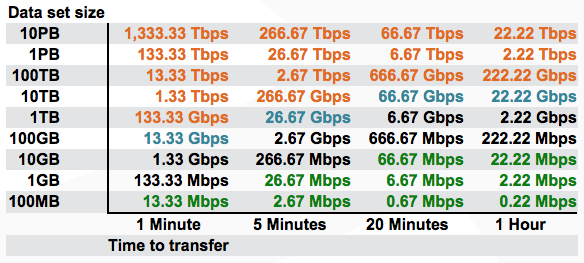 Data set size
10PB 1,333.33 Tbps 266.67 Tbps 66.67 Tbps 22.22 Tbps
1PB 133.33 Tbps 26.67 Tbps 6.67 Tbps 2.22 Tbps
100TB 13.33 Tbps 2.67 Tbps 666.67 Gbps 222.22 Gbps
10TB 1.33 Tbps 266.67 Gbps 66.67 Gbps 22.22 Gbps
1TB 133.33 Gbps 26.67 Gbps 6.67 Gbps 2.22 Gbps
100GB 13.33 Gbps 2.67 Gbps 666.67 Mbps 222.22 Mbps
10GB 1.33 Gbps 266.67 Mbps 66.67 Mbps 22.22 Mbps
1GB 133.33 Mbps 26.67 Mbps 6.67 Mbps 2.22 Mbps
100MB 13.33 Mbps 2.67 Mbps 0.67 Mbps 0.22 Mbps
1 Minute 5 Minutes 20 Minutes 1 Hour
Time to transfer